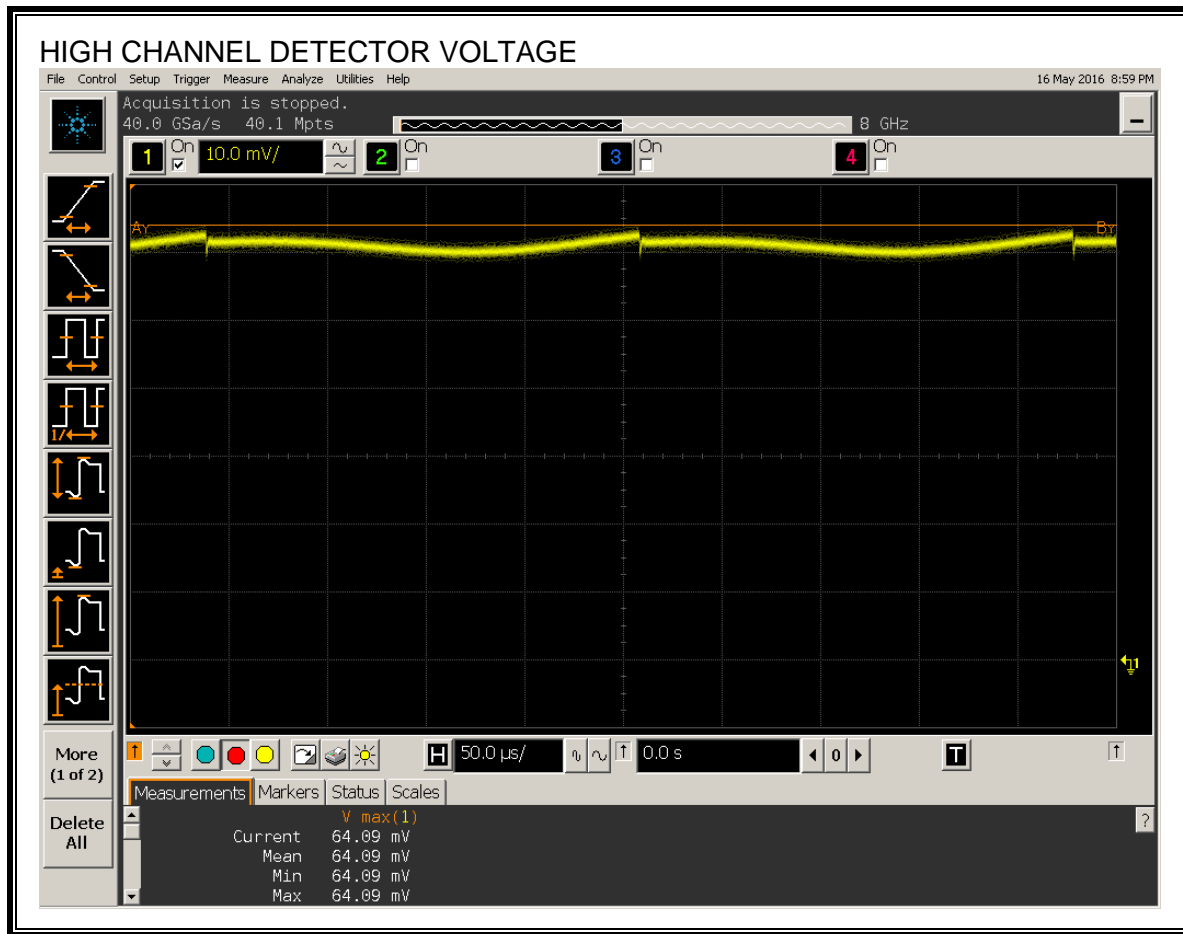 HIGH CHANNEL DETECTOR VOLTAGE
File Control Setup Trigger Measure Analyze Utilities Help 16 May 2016 8:59 PM
Acquisition is stopped.
40.0 GSa/s 40.1 Mpts 8 GHz
1 On 10.0 mV/ 2 On 3 On 4 On
Ay By
1/
1
More
(1 of 2)
H 50.0 µs/ 0.0 s 0 T
Measurements Markers Status Scales
Delete
All
V max(1) ?
Current 64.09 mV
Mean 64.09 mV
Min 64.09 mV
Max 64.09 mV